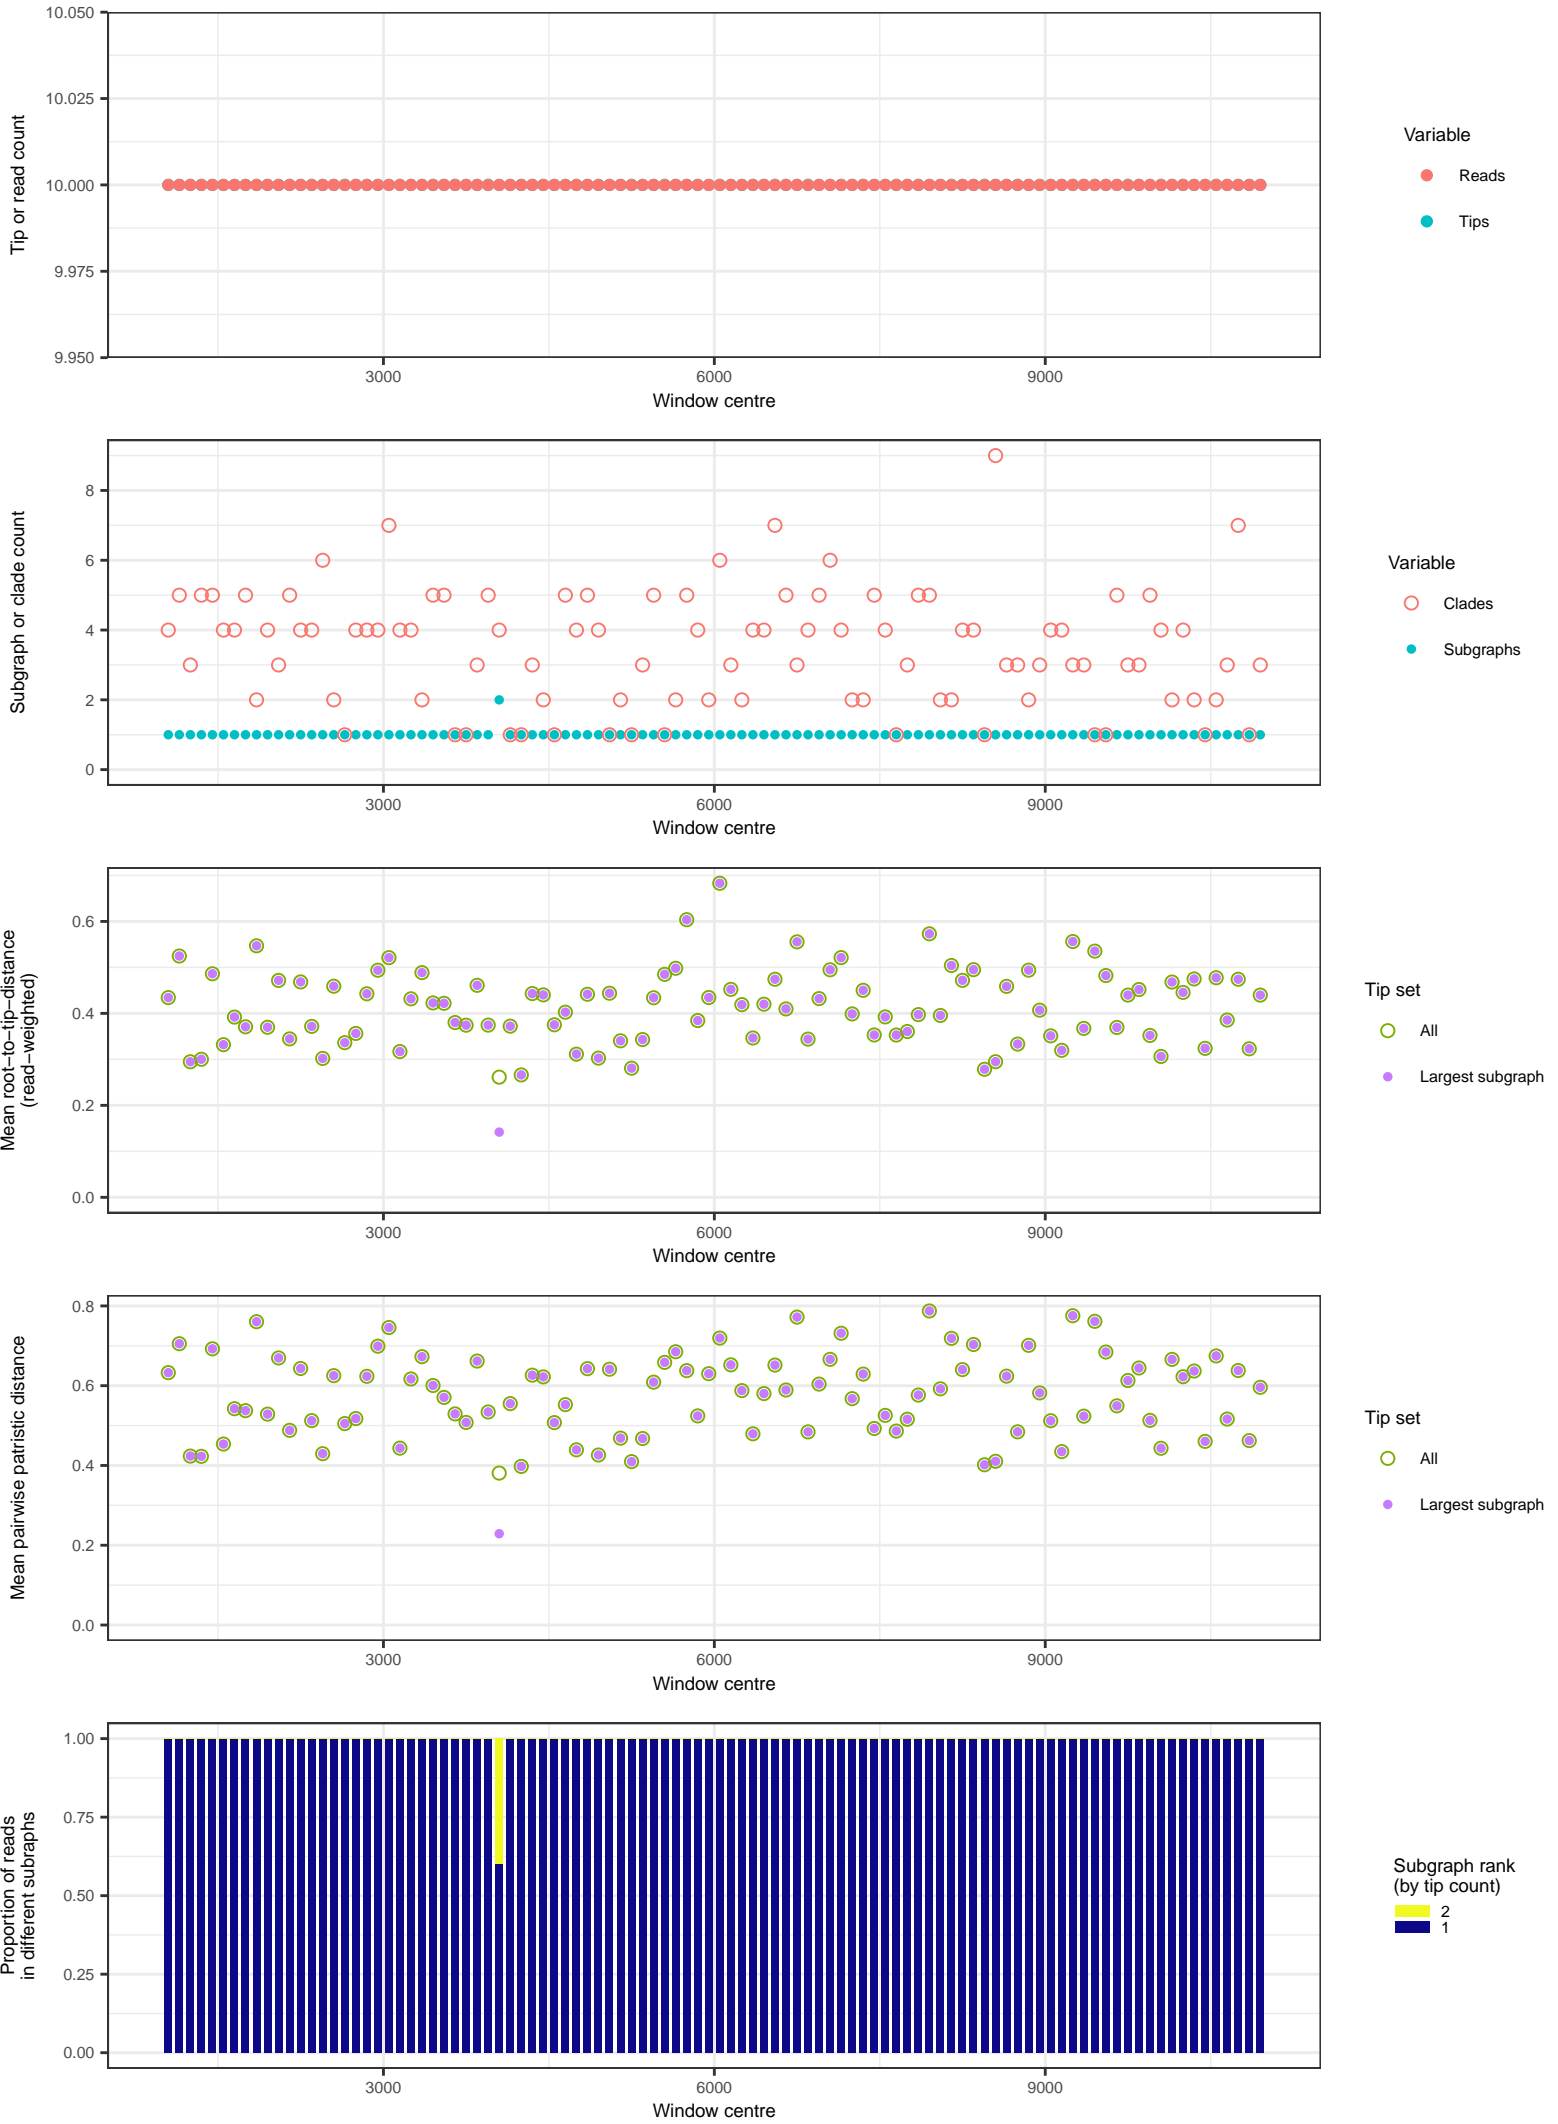 10.050
10.025
10.000
9.975
9.950
Tip or read count
3000
6000
9000
Window centre
Variable
Reads
Tips
8
6
4
2
0
Subgraph or clade count
3000
6000
9000
Window centre
Variable
Clades
Subgraphs
0.6
0.4
0.2
0.0
Mean root−to−tip−distance
(read−weighted)
3000
6000
9000
Window centre
Tip set
All
Largest subgraph
0.8
0.6
0.4
0.2
0.0
Mean pairwise patristic distance
3000
6000
9000
Window centre
Tip set
All
Largest subgraph
1.00
0.75
0.50
0.25
0.00
Proportion of reads
in different subraphs
3000
6000
9000
Window centre
Subgraph rank
(by tip count)
2
1